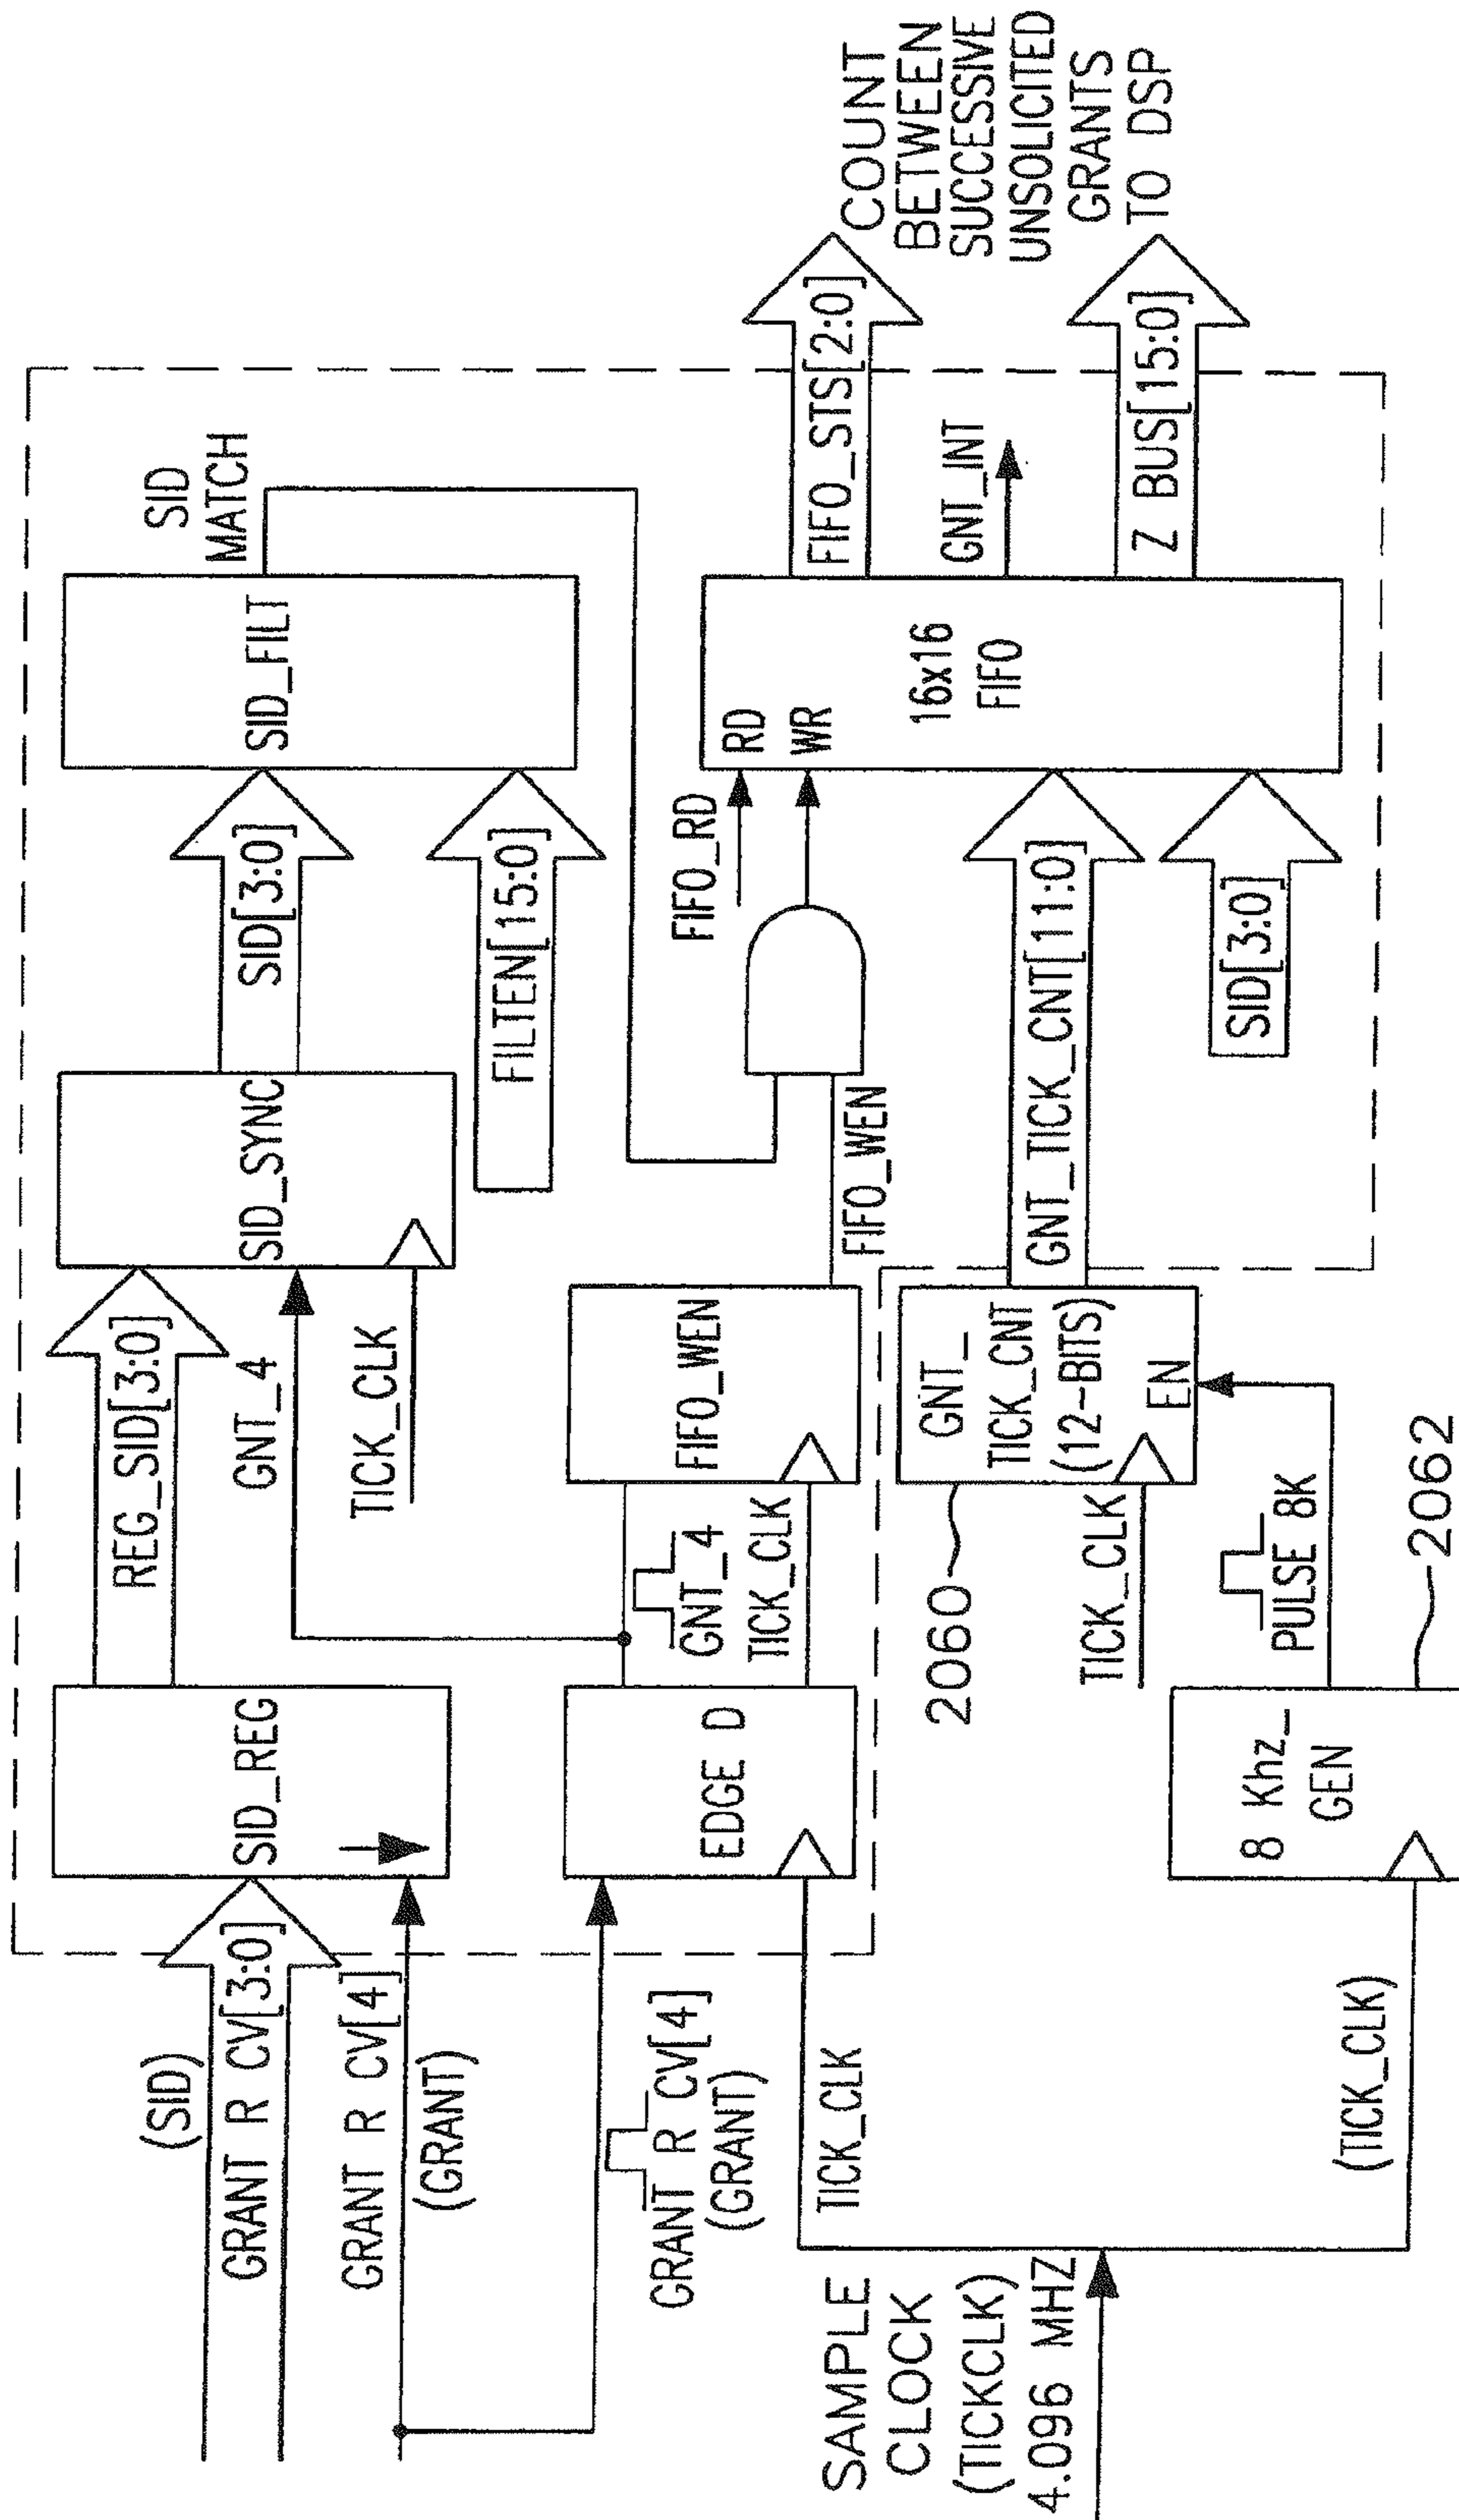 (SID)
GRANT R CV[3:0]
GRANT R CV[4]
(GRANT)
GRANT R CV[4]
(GRANT)
SAMPLE
CLOCK
(TICKCLK)
4.096 MHZ
TICK_CLK
(TICK_CLK)
SID_REG
EDGE D
8 Khz_
GEN
2062
REG_SID[3:0]
GNT_4
TICK_CLK
GNT_4
TICK_CLK
2060
TICK_CLK
PULSE 8K
SID_SYNC
FIFO_WEN
GNT_
TICK_CNT
(12-BITS)
EN
SID[3:0]
FILTEN[15:0]
FIFO_WEN
FIFO_RD
GNT_TICK_CNT[11:0]
SID[3:0]
SID_FILT
RD
WR
16x16
FIFO
SID
MATCH
FIFO_STS[2:0]
GNT_INT
Z BUS[15:0]
COUNT
BETWEEN
SUCCESSIVE
UNSOLICITED
GRANTS
TO DSP